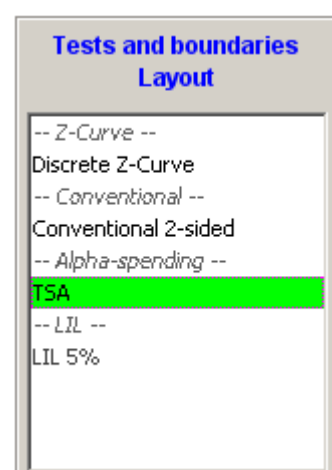 Tests and boundaries
Layout
-- Z-Curve --
Discrete Z-Curve
-- Conventional --
Conventional 2-sided
-- Alpha-spending --
TSA
-- LIL --
LIL 5%